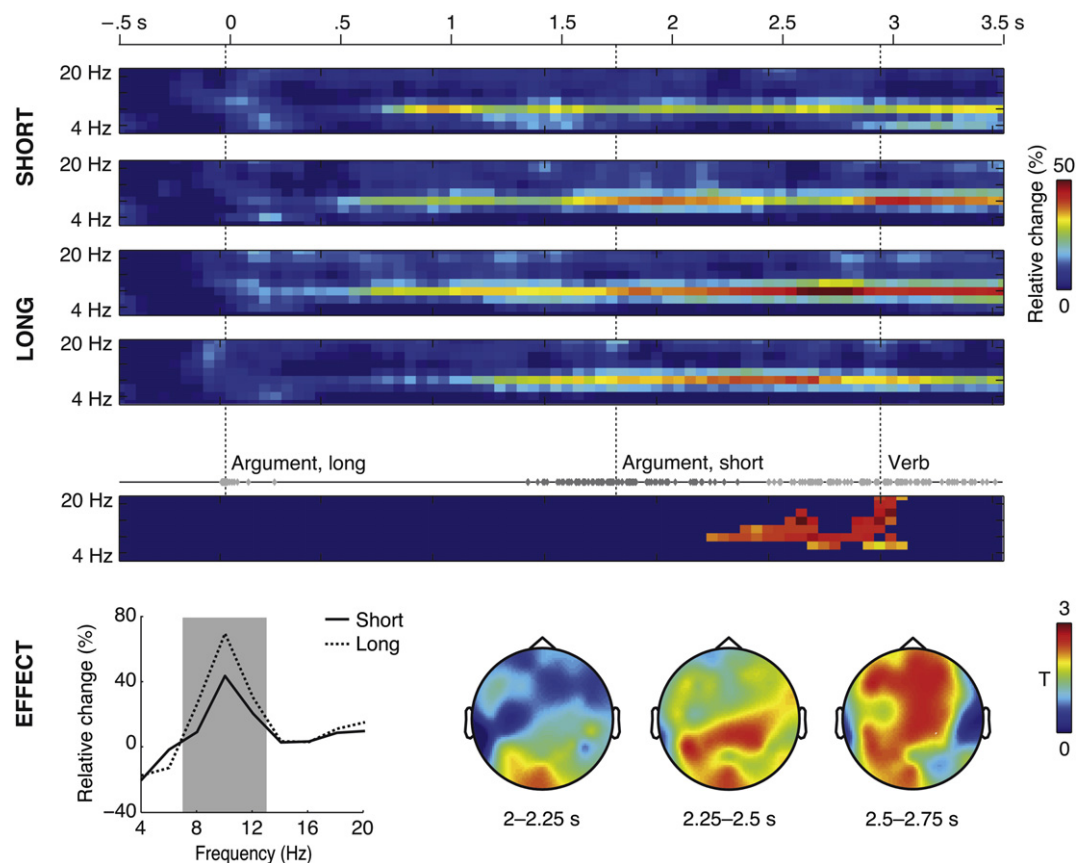 −.5 s 0 .5 1 1.5 2 2.5 3 3.5 s
SHORT
20 Hz
4 Hz
20 Hz
4 Hz
LONG
20 Hz
4 Hz
20 Hz
4 Hz
50
Relative change (%)
0
Argument, long Argument, short Verb
20 Hz
4 Hz
EFFECT
80
40
0
−40
Relative change (%)
Short
Long
4 8 12 16 20
Frequency (Hz)
2–2.25 s 2.25–2.5 s 2.5–2.75 s
3
T
0